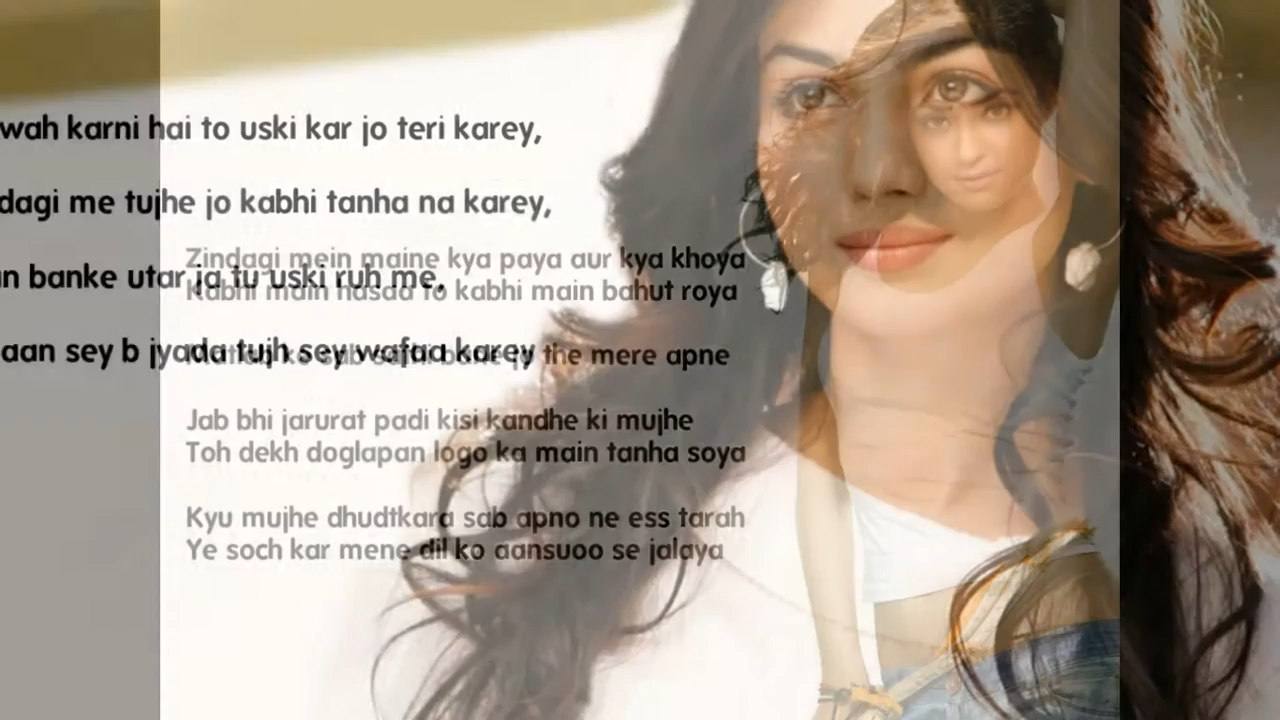 wah karni hai to uski kar jo teri karey,
dagi me tujhe jo kabhi tanha na karey,
n banke utar ja tu uski ruh me,
aan sey b jyada tujh sey wafaa karey
Zindagi mein maine kya paya aur kya khoya
Kabhi main hasaa to kabhi main bahut roya
the mere apne
Jab bhi jarurat padi kisi kandhe ki mujhe
Toh dekh doglapan logo ka main tanha soya
Kyu mujhe dhudtkara sab apno ne ess tarah
Ye soch kar mene dil ko aansuoo se jalaya